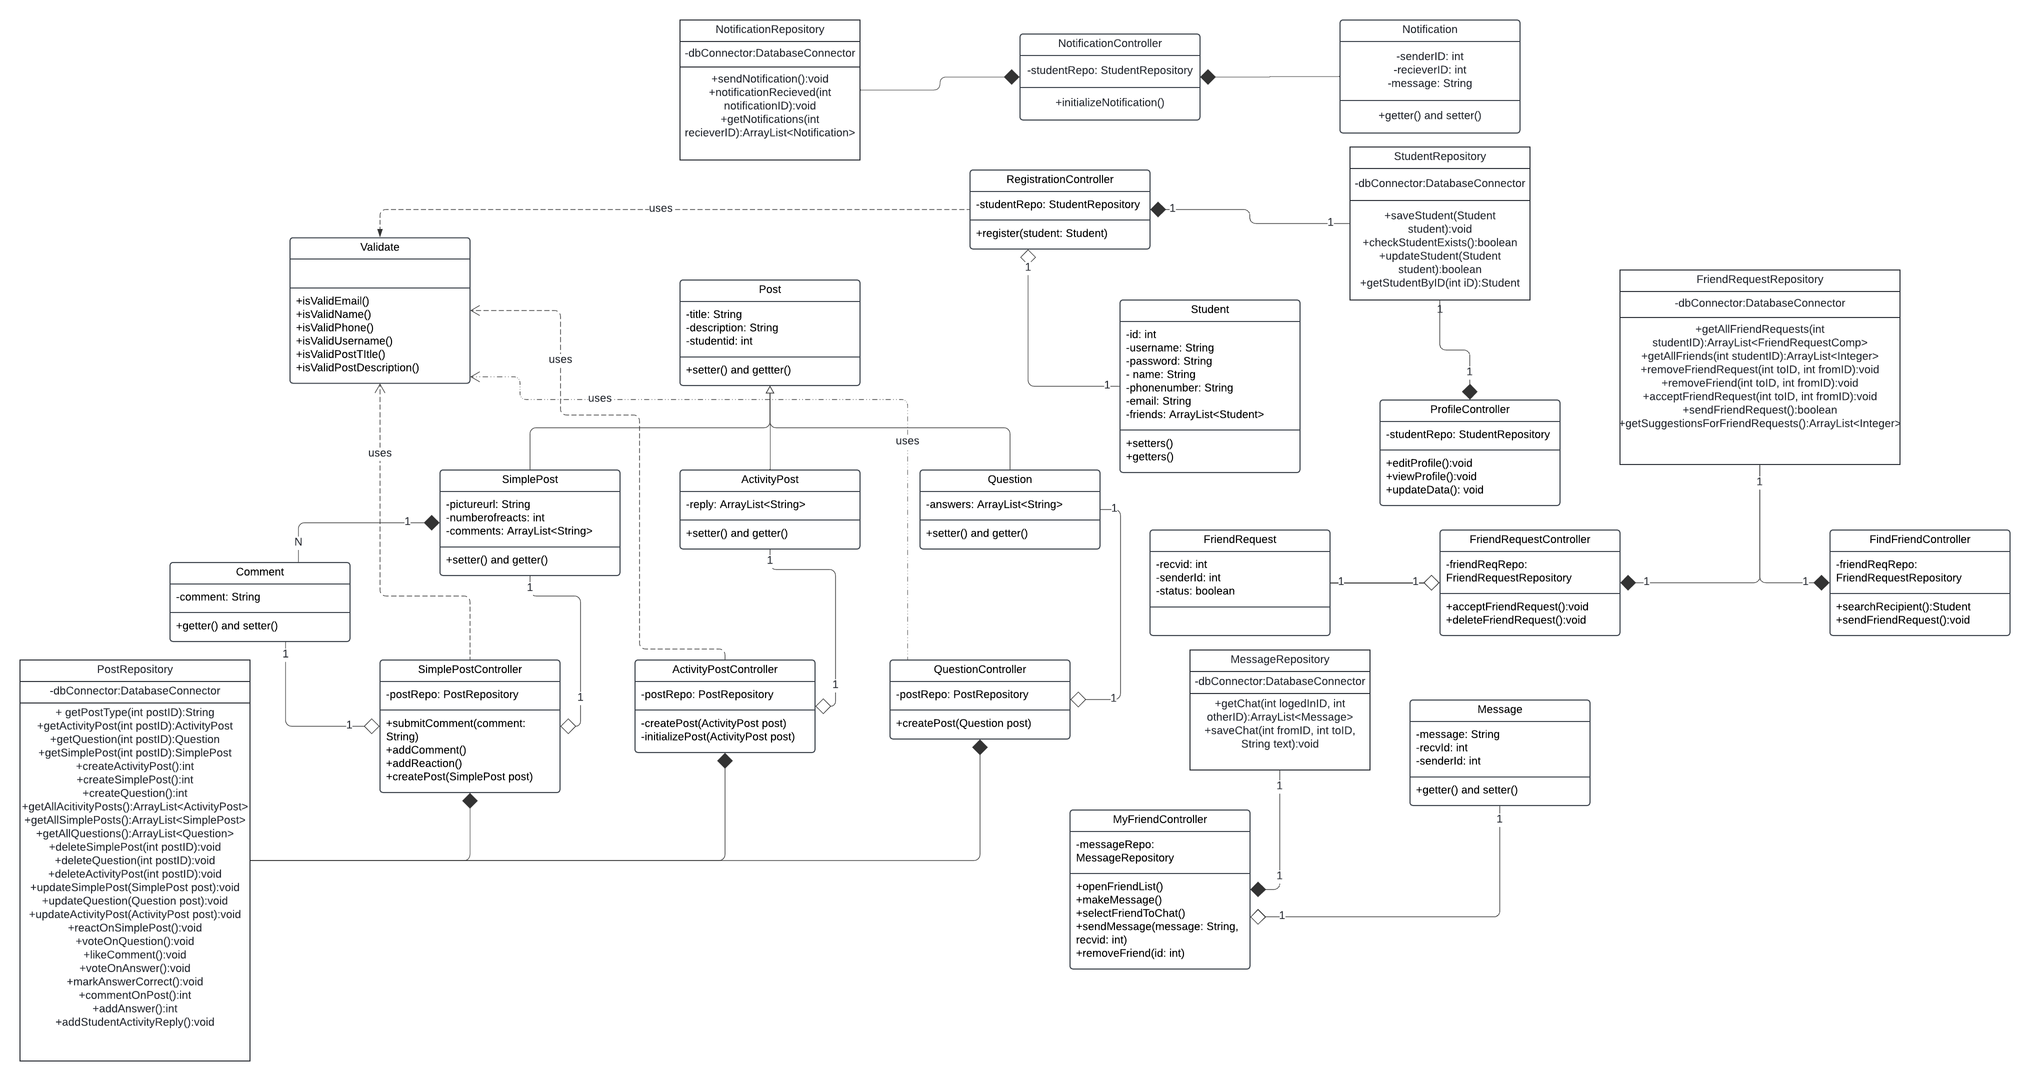 NotificationRepository
-dbConnector:DatabaseConnector
+sendNotification():void
+notificationRecieved(int
notificationID):void
+getNotifications(int
recieverID):ArrayList<Notification>
NotificationController
-studentRepo: StudentRepository
+initializeNotification()
Notification
-senderID: int
-recieverID: int
-message: String
+getter() and setter()
StudentRepository
-dbConnector:DatabaseConnector
+saveStudent(Student
student):void
+checkStudentExists():boolean
+updateStudent(Student
student):boolean
+getStudentByID(int iD):Student
RegistrationController
-studentRepo: StudentRepository
+register(student: Student)
uses
1
1
1
1
Validate
+isValidEmail()
+isValidName()
+isValidPhone()
+isValidUsername()
+isValidPostTItle()
+isValidPostDescription()
Post
-title: String
-description: String
-studentid: int
+setter() and gettter()
Student
-id: int
-username: String
-password: String
- name: String
-phonenumber: String
-email: String
-friends: ArrayList<Student>
+setters()
+getters()
1
1
FriendRequestRepository
-dbConnector:DatabaseConnector
+getAllFriendRequests(int
studentID):ArrayList<FriendRequestComp>
+getAllFriends(int studentID):ArrayList<Integer>
+removeFriendRequest(int toID, int fromID):void
+removeFriend(int toID, int fromID):void
+acceptFriendRequest(int toID, int fromID):void
+sendFriendRequest():boolean
+getSuggestionsForFriendRequests():ArrayList<Integer>
ProfileController
-studentRepo: StudentRepository
+editProfile():void
+viewProfile():void
+updateData(): void
uses
uses
uses
uses
SimplePost
-pictureurl: String
-numberofreacts: int
-comments: ArrayList<String>
+setter() and getter()
ActivityPost
-reply: ArrayList<String>
+setter() and getter()
Question
-answers: ArrayList<String>
+setter() and getter()
1
1
N
1
1
1
FriendRequest
-recvid: int
-senderId: int
-status: boolean
1
1
FriendRequestController
-friendReqRepo:
FriendRequestRepository
+acceptFriendRequest():void
+deleteFriendRequest():void
1
1
FindFriendController
-friendReqRepo:
FriendRequestRepository
+searchRecipient():Student
+sendFriendRequest():void
Comment
-comment: String
+getter() and setter()
1
1
1
1
1
PostRepository
-dbConnector:DatabaseConnector
+ getPostType(int postID):String
+getActivityPost(int postid):ActivityPost
+getQuestion(int postid):Question
+getSimplePost(int postid):SimplePost
+createActivityPost():int
+createSimplePost():int
+createQuestion():int
+getAllAcitivityPosts():ArrayList<ActivityPost>
+getAllSimplePosts():ArrayList<SimplePost>
+getAllQuestions():ArrayList<Question>
+deleteSimplePost(int postID):void
+deleteQuestion(int postID):void
+deleteActivityPost(int postID):void
+updateSimplePost(SimplePost post):void
+updateQuestion(Question post):void
+updateActivityPost(ActivityPost post):void
+reactOnSimplePost():void
+voteOnQuestion():void
+likeComment():void
+voteOnAnswer():void
+markAnswerCorrect():void
+commentOnPost():int
+addAnswer():int
+addStudentActivityReply():void
SimplePostController
-postRepo: PostRepository
+submitComment(comment:
String)
+addComment()
+addReaction()
+createPost(SimplePost post)
ActivityPostController
-postRepo: PostRepository
-createPost(ActivityPost post)
-initializePost(ActivityPost post)
QuestionController
-postRepo: PostRepository
+createPost(Question post)
MessageRepository
-dbConnector:DatabaseConnector
+getChat(int logedInID, int
otherID):ArrayList<Message>
+saveChat(int fromID, int toID,
String text):void
Message
-message: String
-recvId: int
-senderId: int
+getter() and setter()
1
1
MyFriendController
-messageRepo:
MessageRepository
+openFriendList()
+makeMessage()
+selectFriendToChat()
+sendMessage(message: String,
recvid: int)
+removeFriend(id: int)
1
1